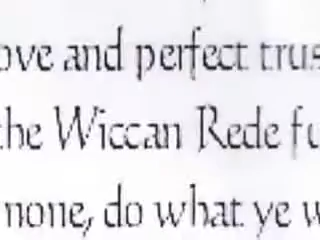 ove and perfect trus
the Wiccan Rede fu
none, do what ye w